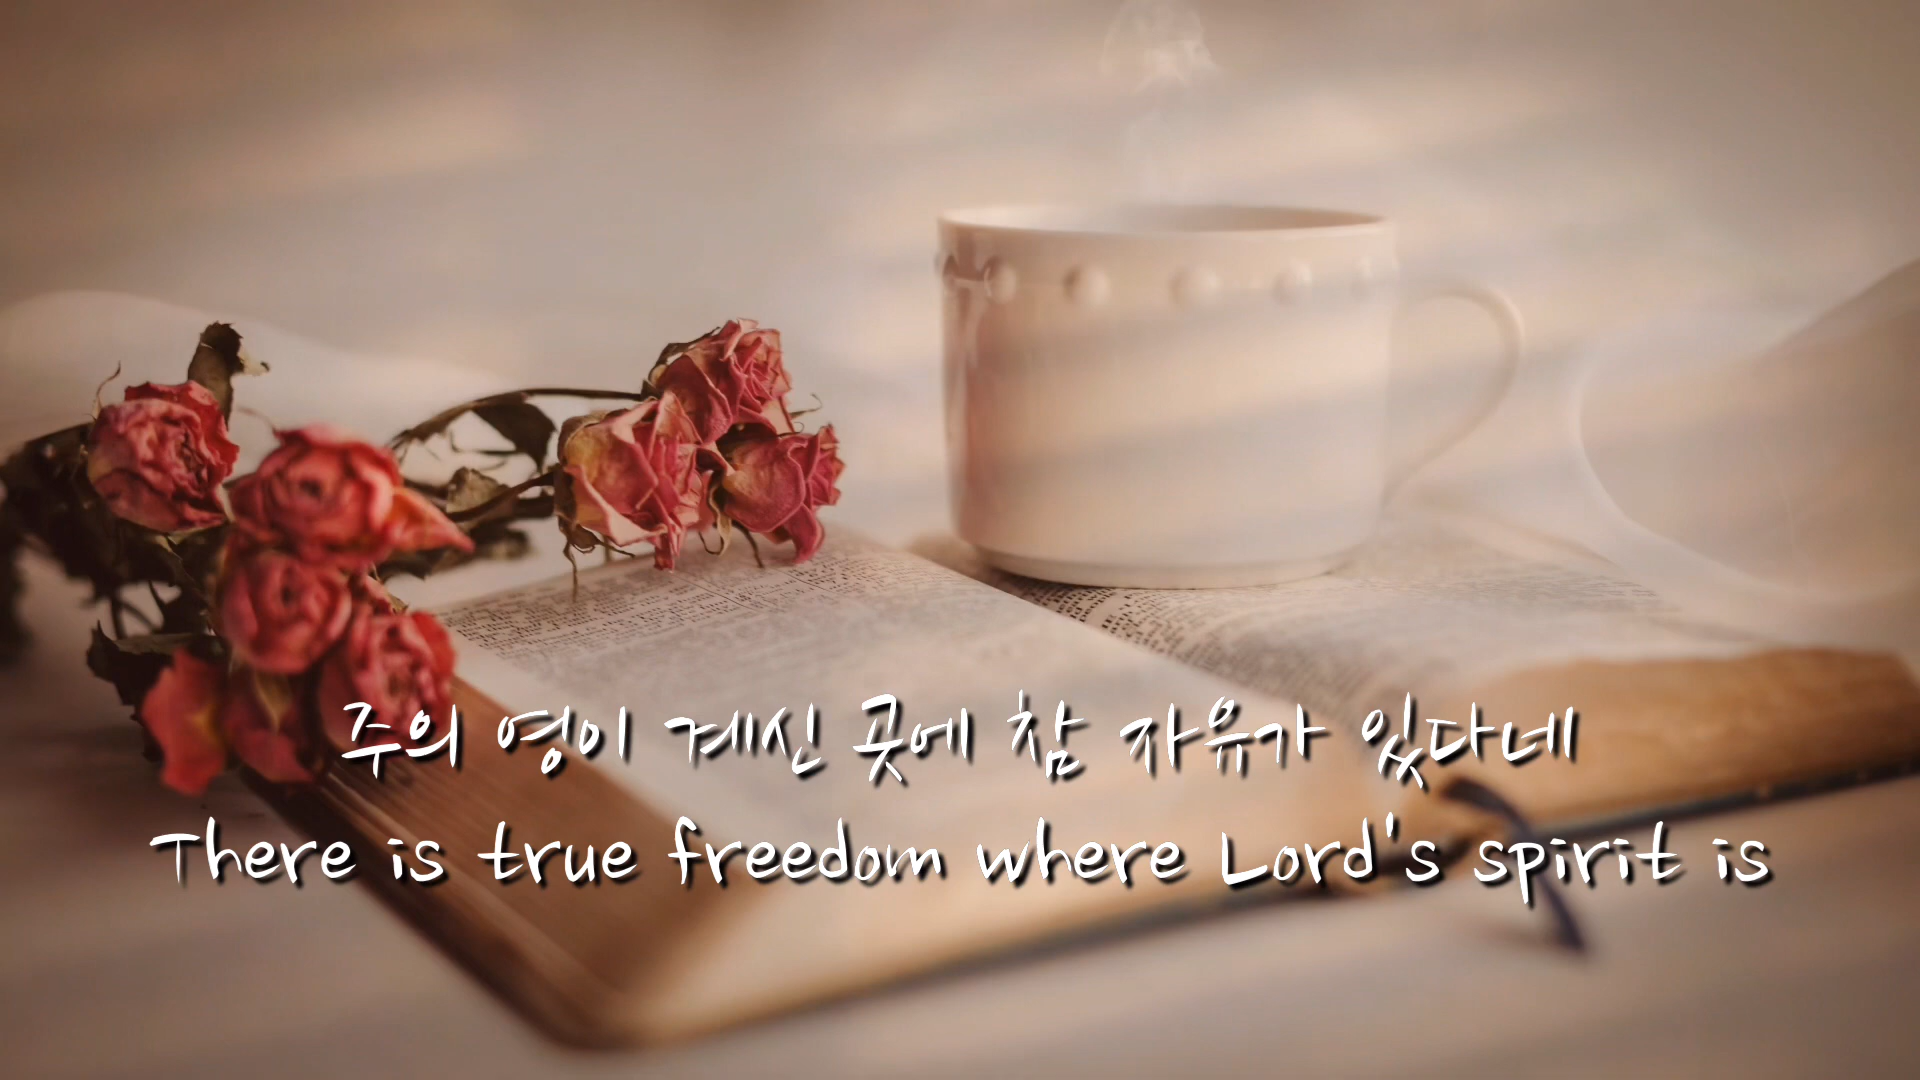 주의 영이 계신 곳에 참 자유가 있다네
There is true freedom where Lord's spirit is